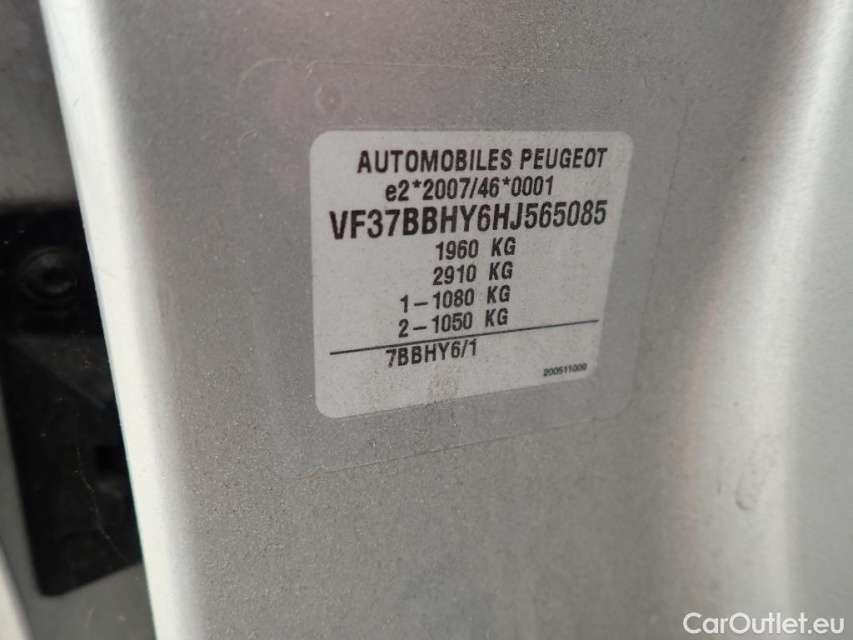 AUTOMOBILES PEUGEOT
e2*2007/46*0001
VF37BBHY6HJ565085
1960 KG
2910 KG
1-1080 KG
2-1050 KG
7BBHY6/1
200511009
CarOutlet.eu